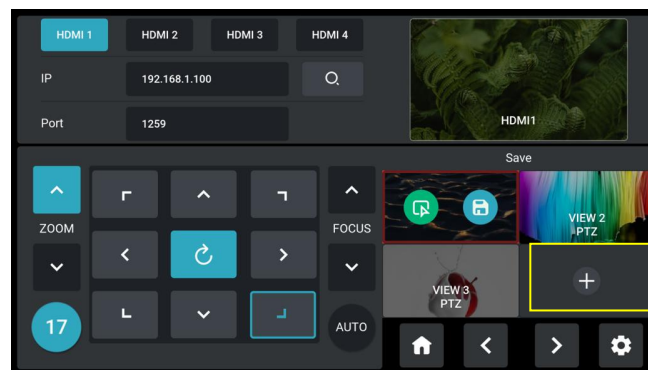 HDMI 1 HDMI 2 HDMI 3 HDMI 4
IP 192.168.1.100
Port 1259
HDMI1
Save
ZOOM
17
FOCUS
AUTO
VIEW 2
PTZ
VIEW 3
PTZ